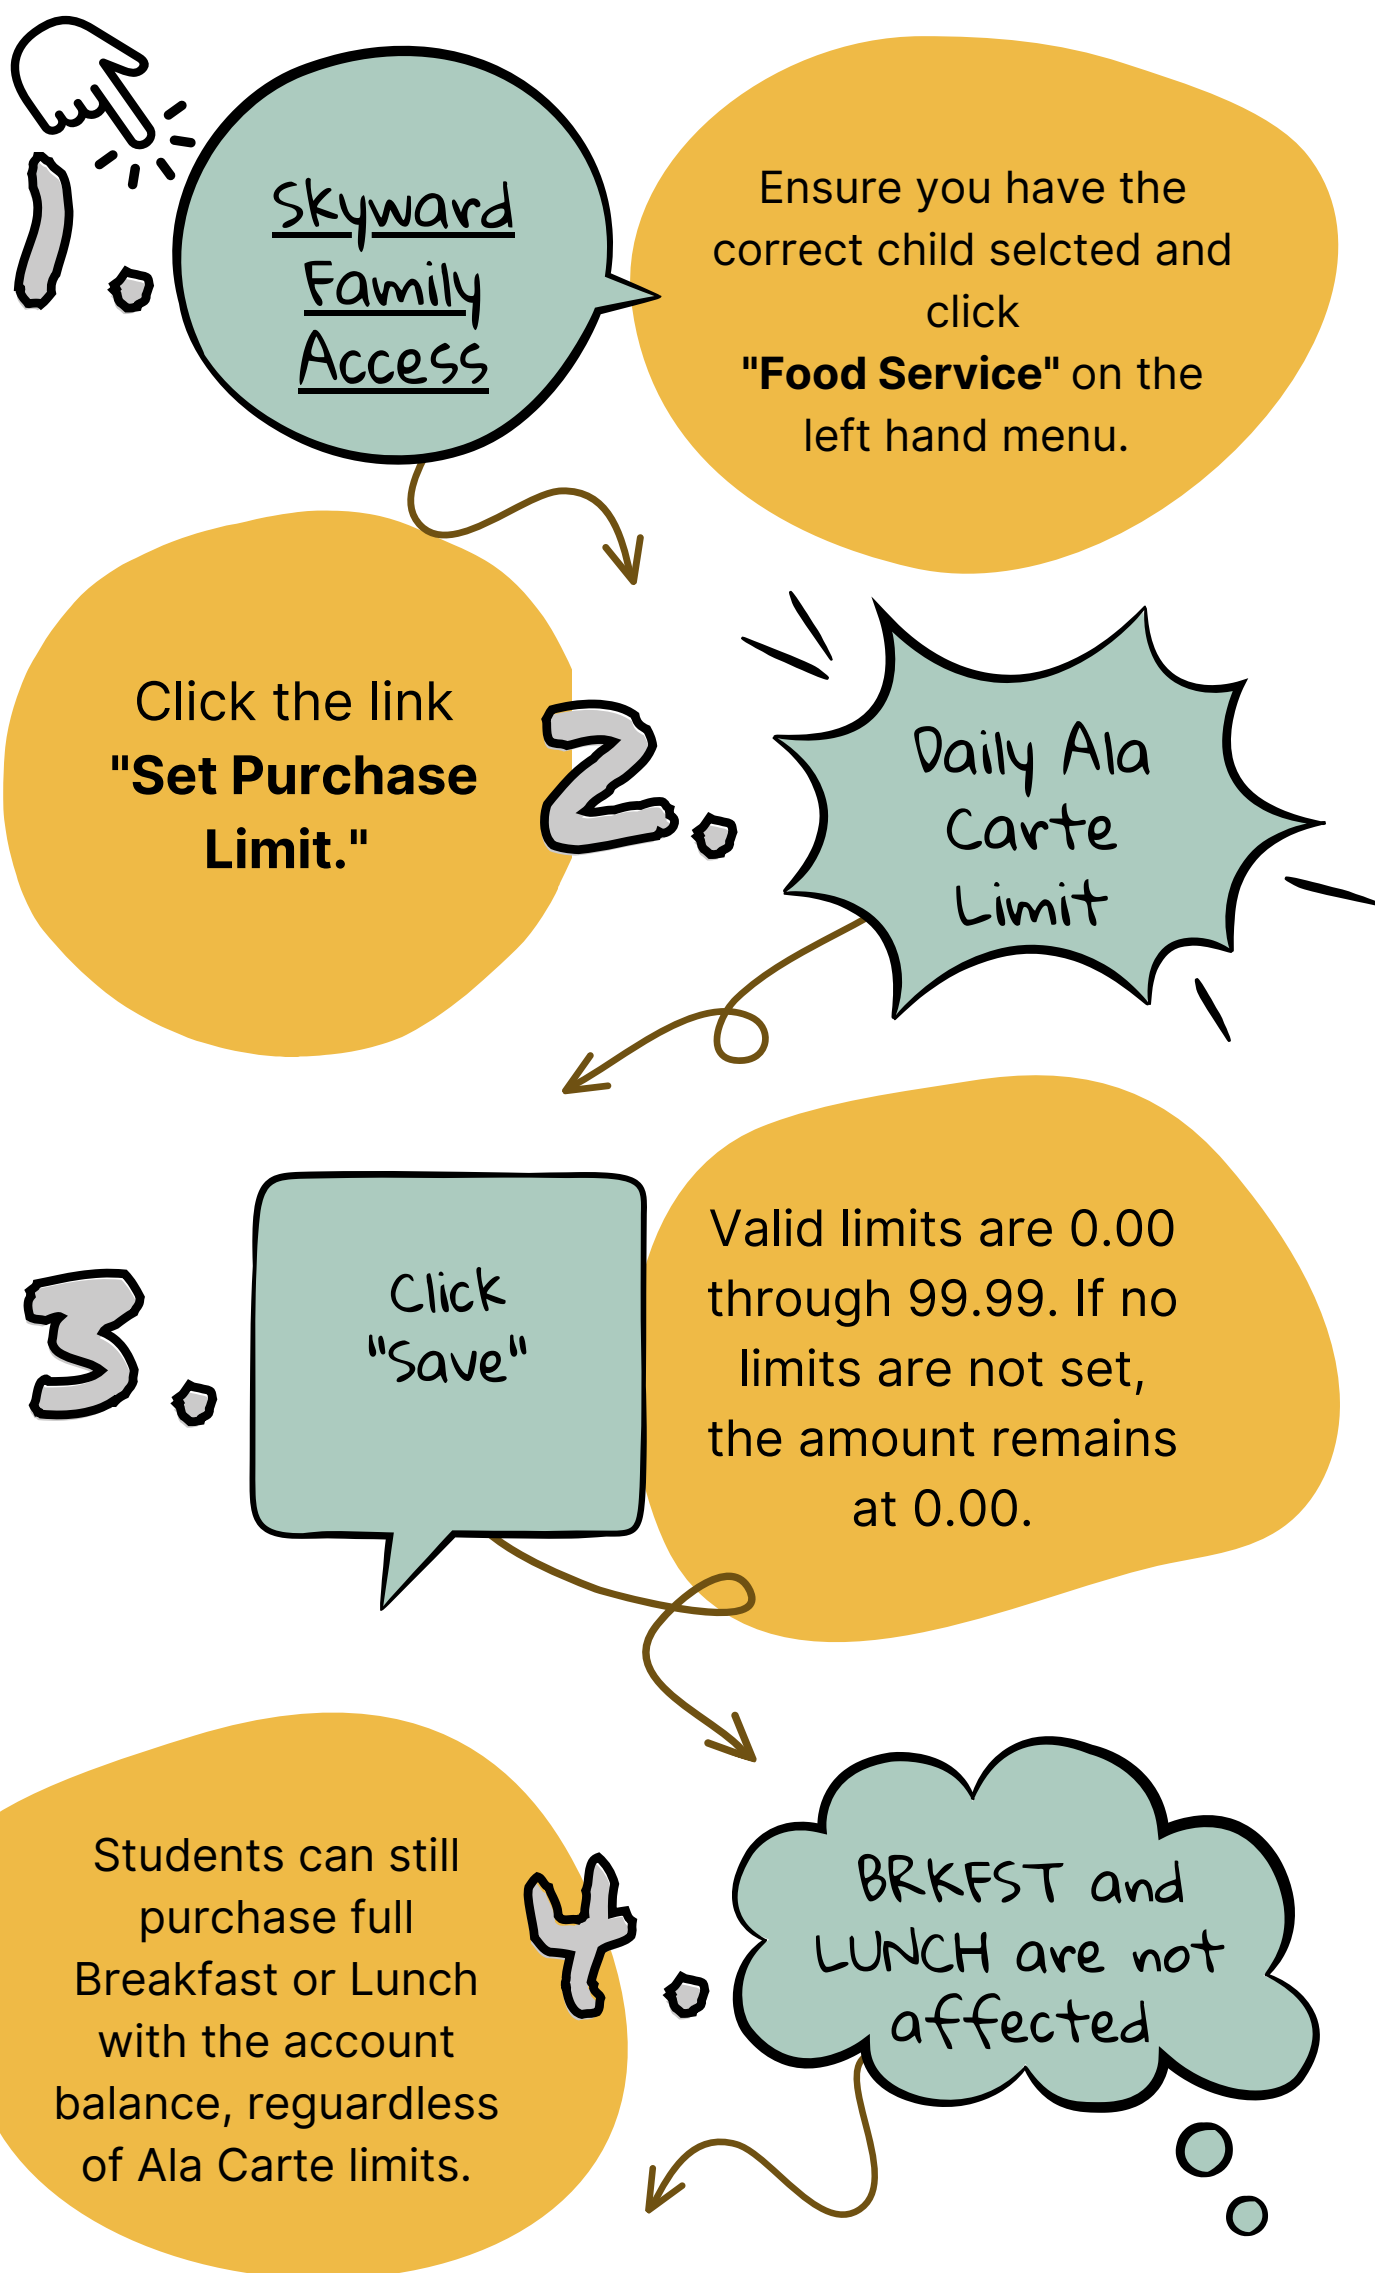 1.
Skyward
Family
Access
Ensure you have the
correct child selcted and
click
"Food Service" on the
left hand menu.
2.
Daily Ala
Carte
Limit
Click the link
"Set Purchase
Limit."
3.
Click
"Save"
Valid limits are 0.00
through 99.99. If no
limits are not set,
the amount remains
at 0.00.
4.
BRKFST and
LUNCH are not
affected
Students can still
purchase full
Breakfast or Lunch
with the account
balance, reguardless
of Ala Carte limits.